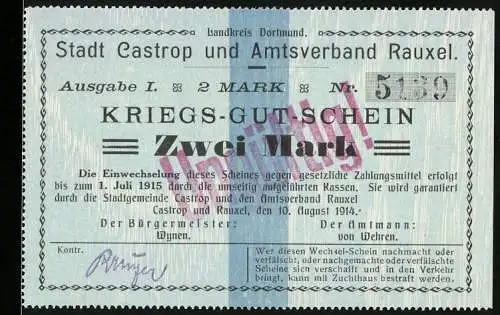 Landkreis Dortmund.
Stadt Castrop und Amtsverband Rauxel.
Ausgabe I. 2 MARK Nr. 5139
KRIEGS-GUT-SCHEIN
Zwei Mark
Ungültig!
Die Einwechselung dieses Scheines gegen gesetzliche Zahlungsmittel erfolgt
bis zum 1. Juli 1915 durch die umseitig aufgeführten Kassen. Sie wird garantiert
durch die Stadtgemeinde Castrop und den Amtsverband Rauxel
Castrop und Rauxel, den 10. August 1914.
Der Bürgermeister: Der Amtmann:
Wynen. von Wehren.
Kontr.
Wer diesen Wechsel-Schein nachmacht oder
verfälscht, oder nachgemachte oder verfälschte
Scheine sich verschafft und in den Verkehr
bringt, kann mit Zuchthaus bestraft werden.